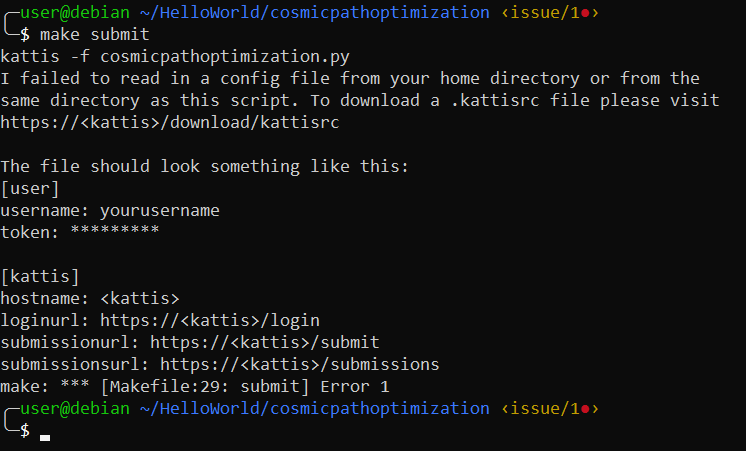 ╭─user@debian ~/HelloWorld/cosmicpathoptimization ‹issue/1●›
╰─$ make submit
kattis -f cosmicpathoptimization.py
I failed to read in a config file from your home directory or from the
same directory as this script. To download a .kattisrc file please visit
https://<kattis>/download/kattisrc

The file should look something like this:
[user]
username: yourusername
token: *********

[kattis]
hostname: <kattis>
loginurl: https://<kattis>/login
submissionurl: https://<kattis>/submit
submissionsurl: https://<kattis>/submissions
make: *** [Makefile:29: submit] Error 1
╭─user@debian ~/HelloWorld/cosmicpathoptimization ‹issue/1●›
╰─$